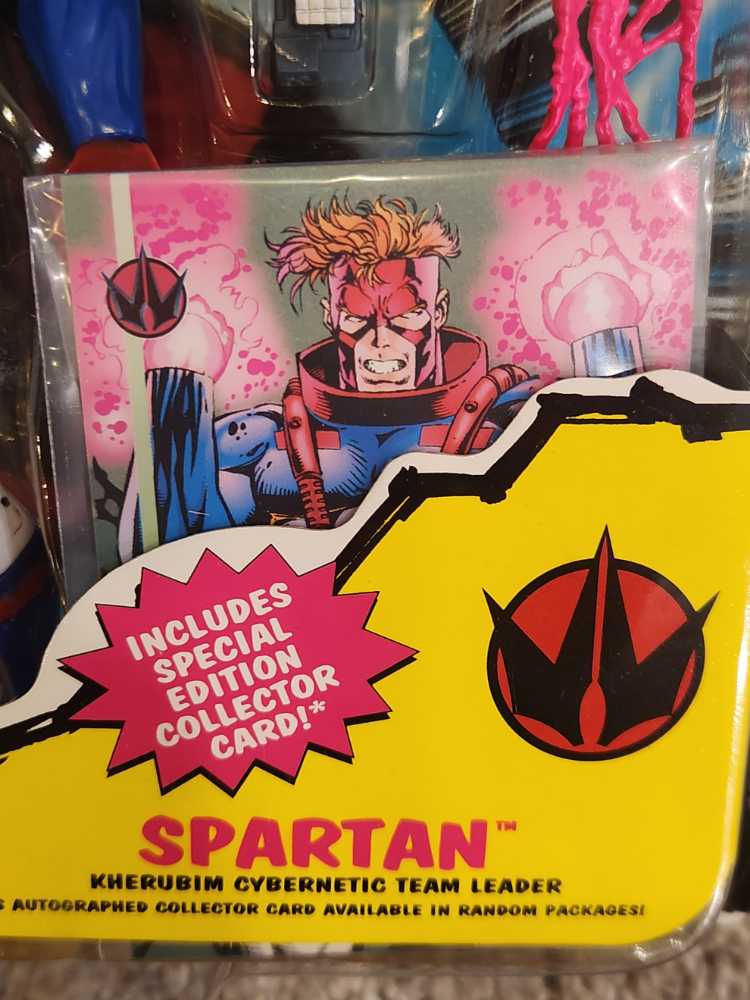 INCLUDES
SPECIAL
EDITION
COLLECTOR
CARD!*
SPARTAN™
KHERUBIM CYBERNETIC TEAM LEADER
AUTOGRAPHED COLLECTOR CARD AVAILABLE IN RANDOM PACKAGES!